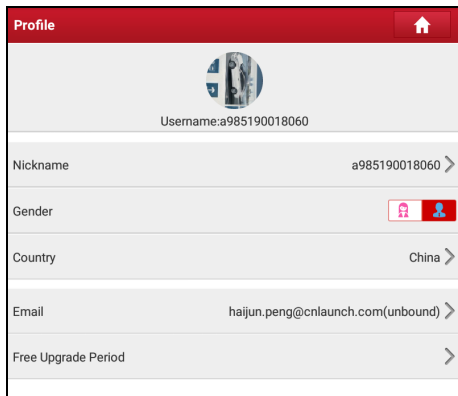 Profile
Username:a985190018060
Nickname a985190018060
Gender
Country China
Email haijun.peng@cnlaunch.com(unbound)
Free Upgrade Period